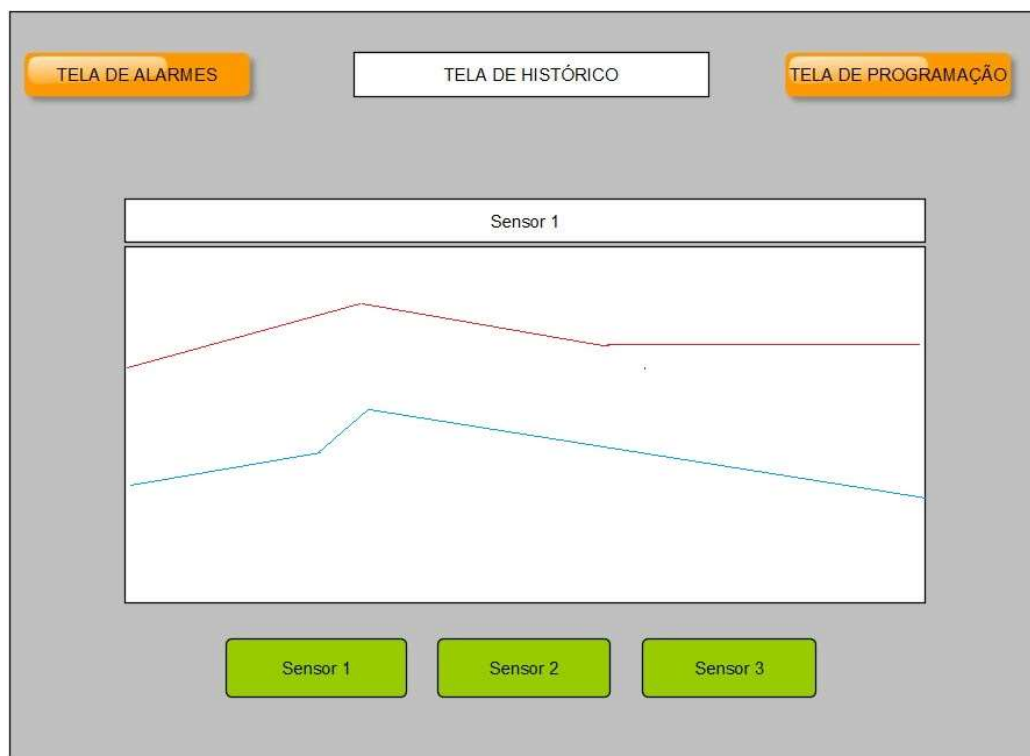 TELA DE ALARMES
TELA DE HISTÓRICO
TELA DE PROGRAMAÇÃO
Sensor 1
Sensor 1
Sensor 2
Sensor 3